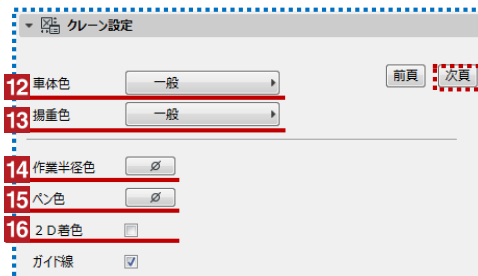 クレーン設定
前頁 次頁
12 車体色 一般
13 揚重色 一般
14 作業半径色 ø
15 ペン色 ø
16 2D着色
ガイド線